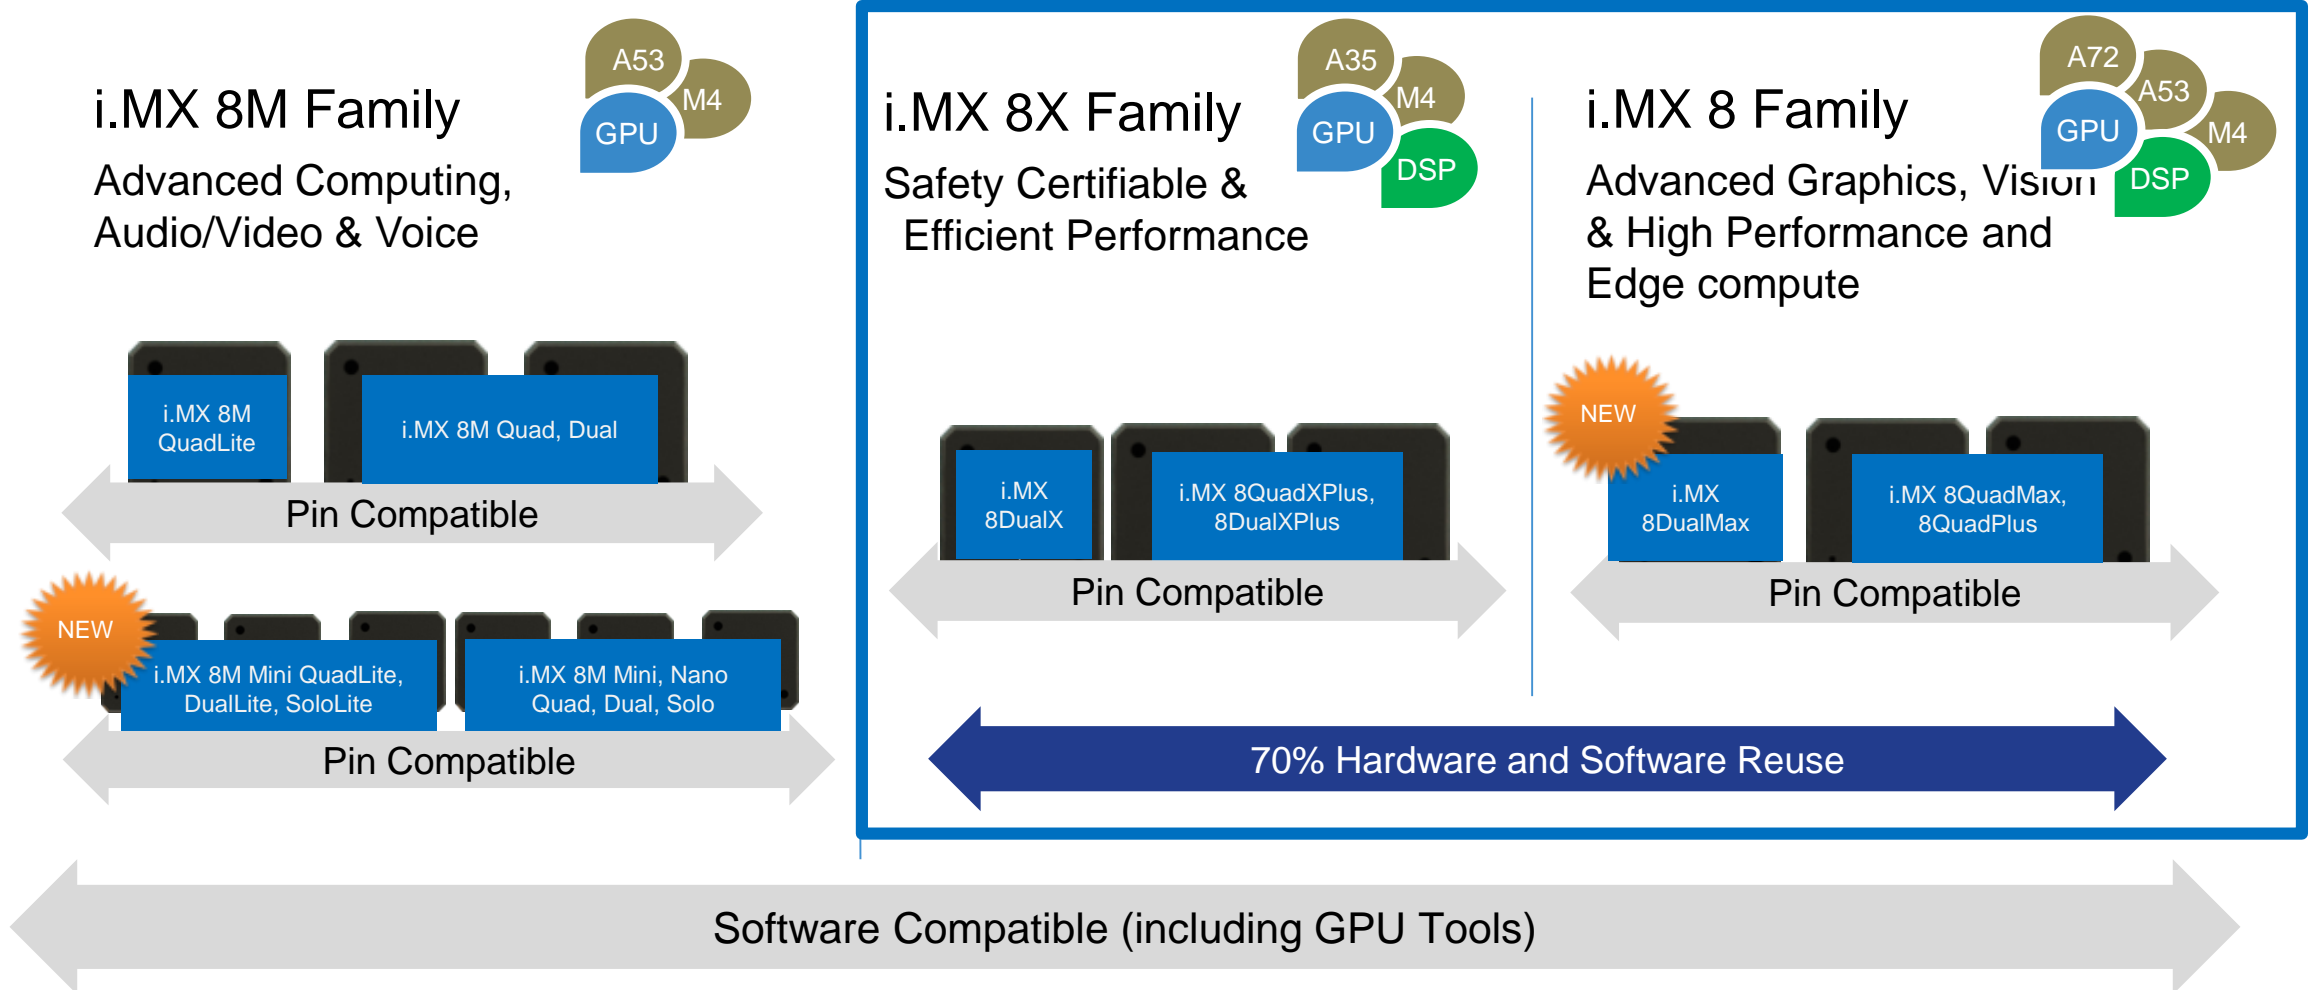 i.MX 8M Family
Advanced Computing,
Audio/Video & Voice
A53
M4
GPU
i.MX 8M
QuadLite
i.MX 8M Quad, Dual
Pin Compatible
NEW
i.MX 8M Mini QuadLite,
DualLite, SoloLite
i.MX 8M Mini, Nano
Quad, Dual, Solo
Pin Compatible
i.MX 8X Family
Safety Certifiable &
Efficient Performance
A35
M4
GPU
DSP
i.MX
8DualX
i.MX 8QuadXPlus,
8DualXPlus
Pin Compatible
i.MX 8 Family
Advanced Graphics, Vision
& High Performance and
Edge compute
A72
A53
GPU
M4
DSP
NEW
i.MX
8DualMax
i.MX 8QuadMax,
8QuadPlus
Pin Compatible
70% Hardware and Software Reuse
Software Compatible (including GPU Tools)